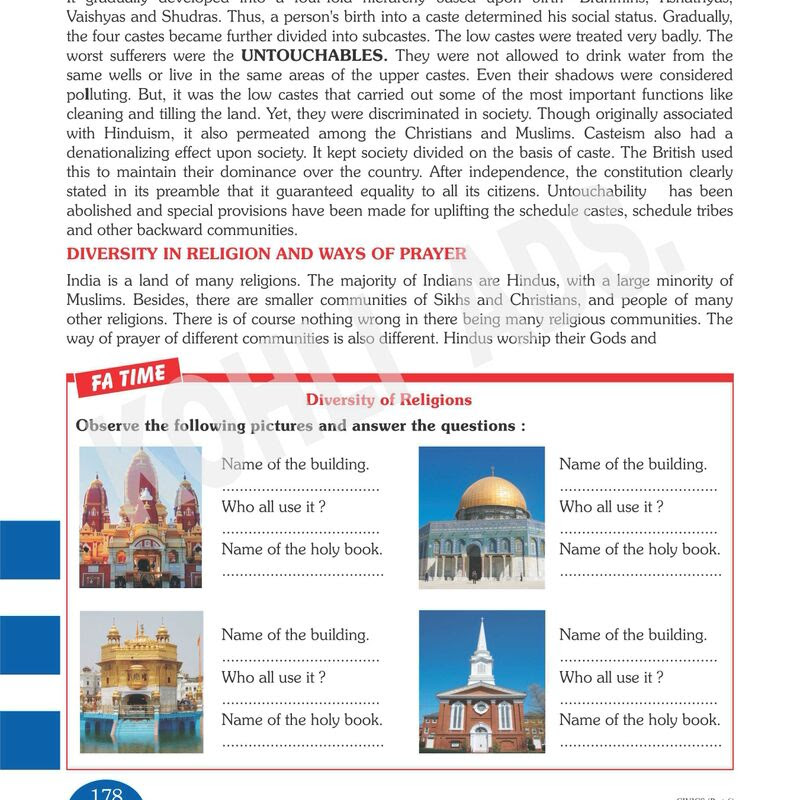 It gradually developed into a four-fold hierarchy based upon birth Brahmins, Kshatriyas,
Vaishyas and Shudras. Thus, a person's birth into a caste determined his social status. Gradually,
the four castes became further divided into subcastes. The low castes were treated very badly. The
worst sufferers were the UNTOUCHABLES. They were not allowed to drink water from the
same wells or live in the same areas of the upper castes. Even their shadows were considered
polluting. But, it was the low castes that carried out some of the most important functions like
cleaning and tilling the land. Yet, they were discriminated in society. Though originally associated
with Hinduism, it also permeated among the Christians and Muslims. Casteism also had a
denationalizing effect upon society. It kept society divided on the basis of caste. The British used
this to maintain their dominance over the country. After independence, the constitution clearly
stated in its preamble that it guaranteed equality to all its citizens. Untouchability has been
abolished and special provisions have been made for uplifting the schedule castes, schedule tribes
and other backward communities.
DIVERSITY IN RELIGION AND WAYS OF PRAYER
India is a land of many religions. The majority of Indians are Hindus, with a large minority of
Muslims. Besides, there are smaller communities of Sikhs and Christians, and people of many
other religions. There is of course nothing wrong in there being many religious communities. The
way of prayer of different communities is also different. Hindus worship their Gods and
KOHLI ADS.
FA TIME
Diversity of Religions
Observe the following pictures and answer the questions :
Name of the building.
Who all use it ?
Name of the holy book.
Name of the building.
Who all use it ?
Name of the holy book.
Name of the building.
Who all use it ?
Name of the holy book.
Name of the building.
Who all use it ?
Name of the holy book.
178